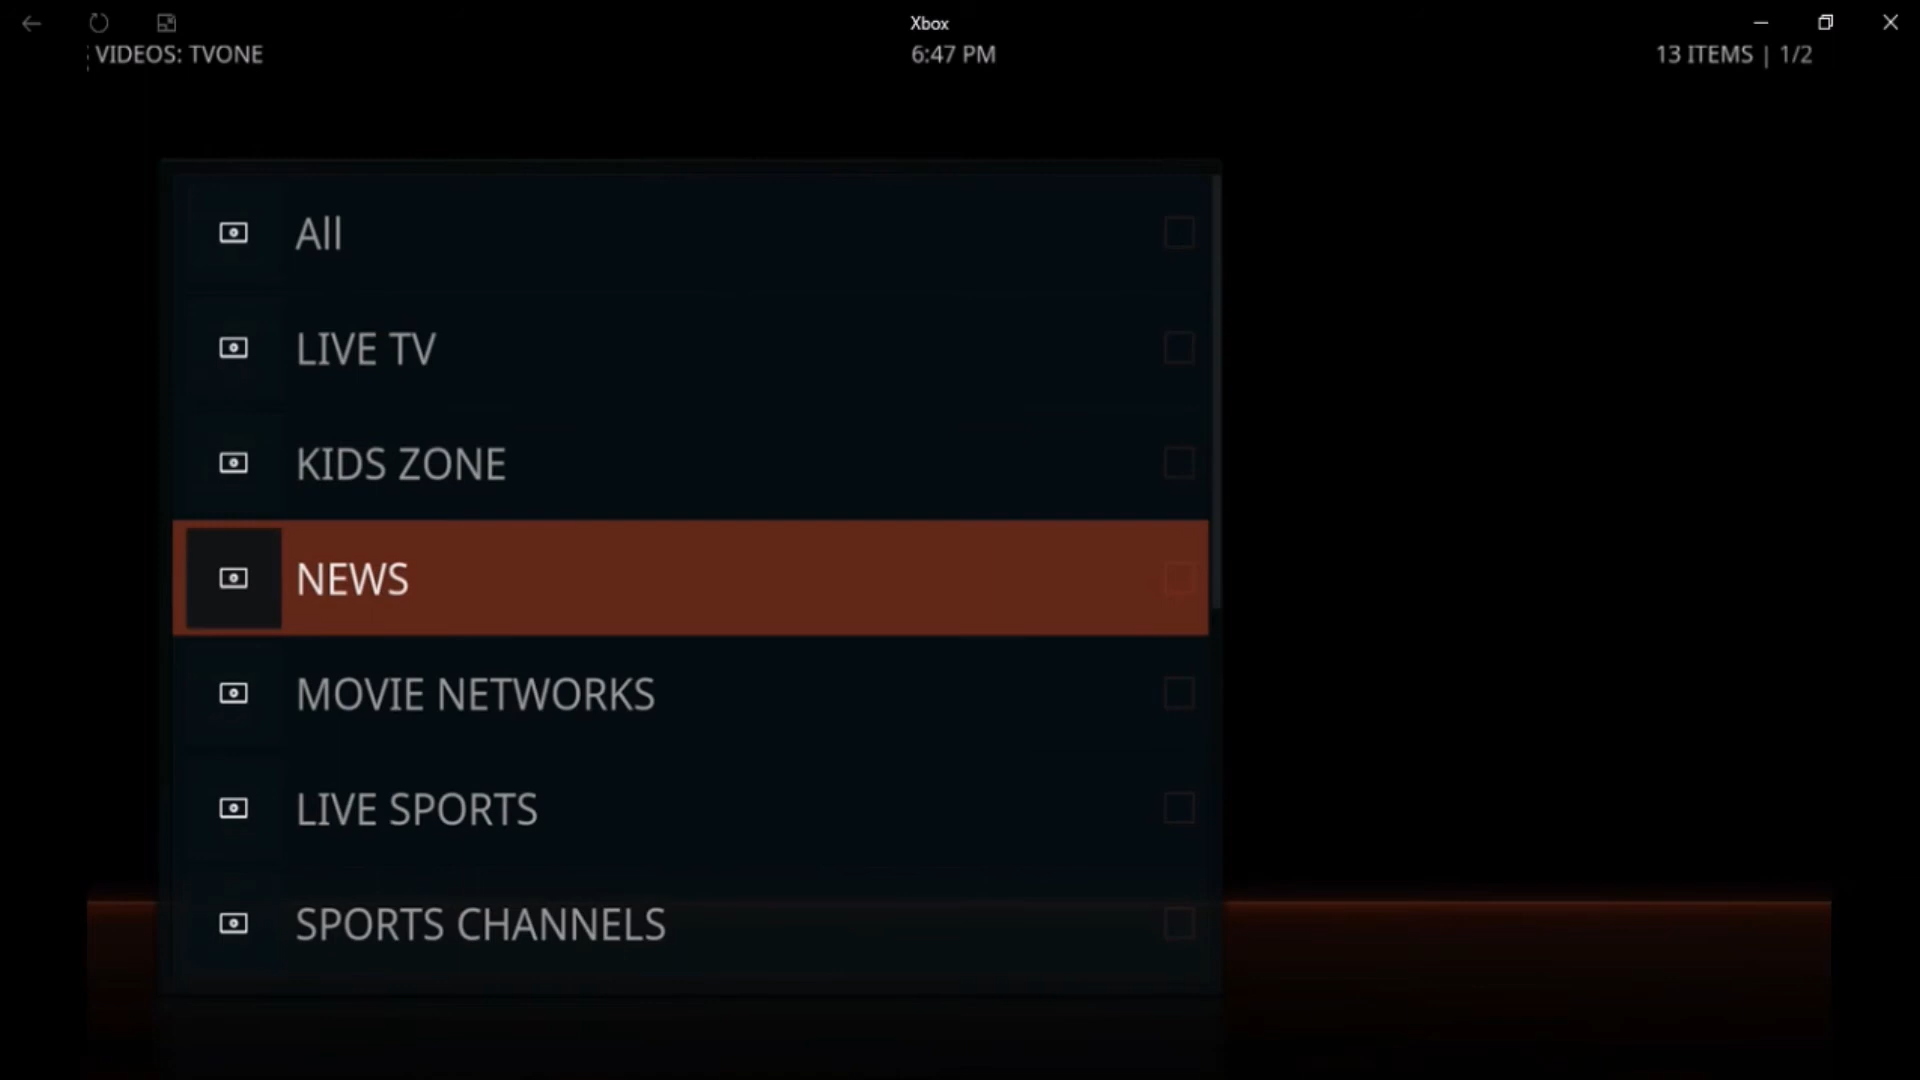 Xbox
VIDEOS: TVONE
6:47 PM
13 ITEMS | 1/2
All
LIVE TV
KIDS ZONE
NEWS
MOVIE NETWORKS
LIVE SPORTS
SPORTS CHANNELS